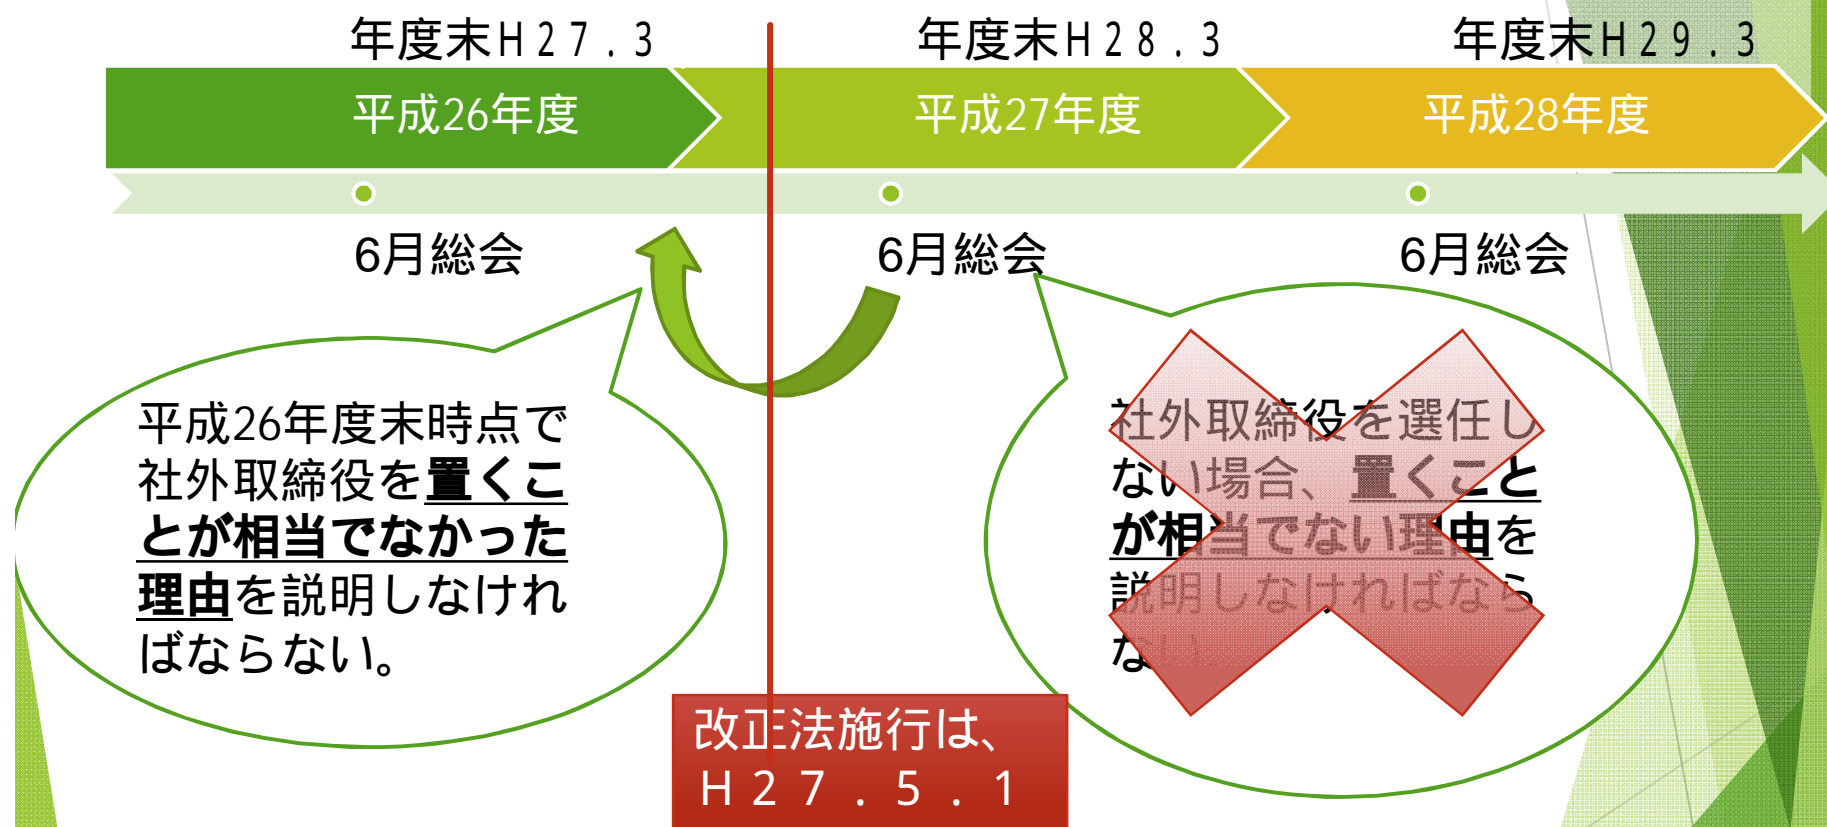 年度末H27.3
年度末H28.3
年度末H29.3
平成26年度
平成27年度
平成28年度
6月総会
6月総会
6月総会
平成26年度末時点で
社外取締役を置くこ
とが相当でなかった
理由を説明しなけれ
ばならない。
社外取締役を選任し
ない場合、置くこと
が相当でない理由を
説明しなければなら
ない。
改正法施行は、
H27.5.1